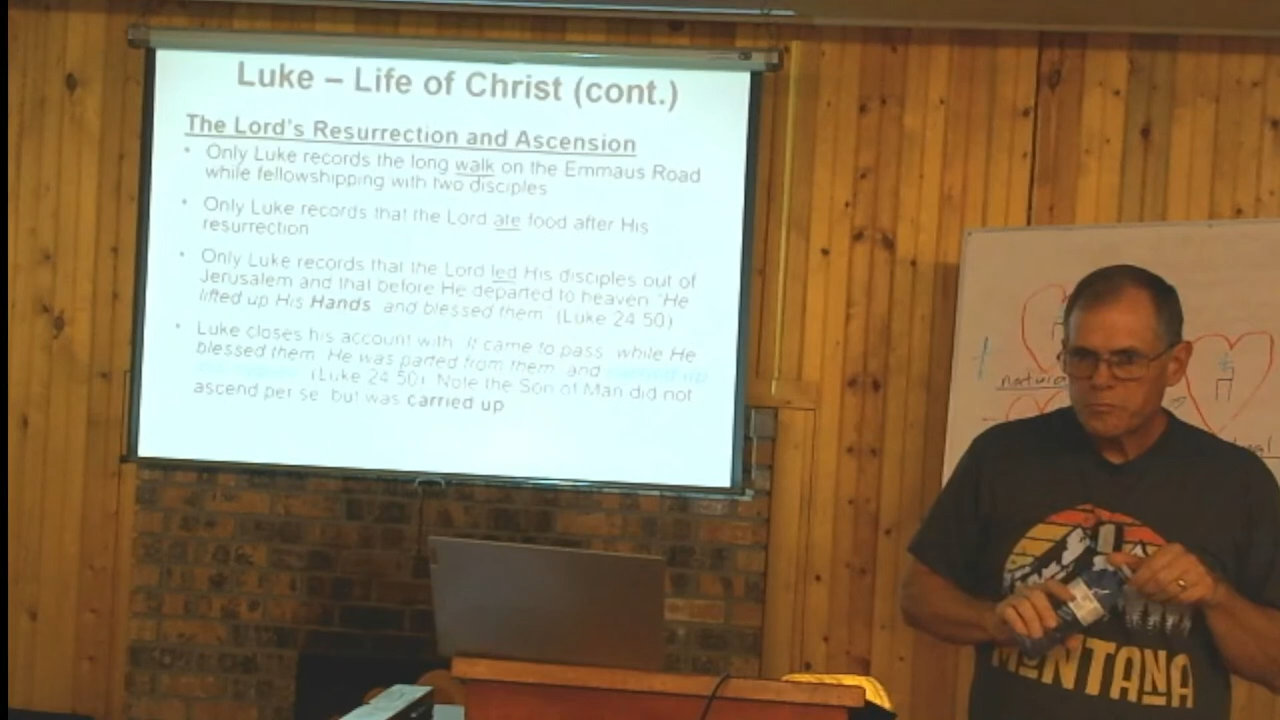 Luke – Life of Christ (cont.)
The Lord's Resurrection and Ascension
• Only Luke records the long walk on the Emmaus Road
while fellowshipping with two disciples
• Only Luke records that the Lord ate food after His
resurrection
• Only Luke records that the Lord led His disciples out of
Jerusalem and that before He departed to heaven "He
lifted up His Hands and blessed them" (Luke 24:50)
• Luke closes his account with it came to pass, while He
blessed them, He was parted from them and carried up
(Luke 24:50). Note the Son of Man did not
ascend per se, but was carried up
natural
MONTANA